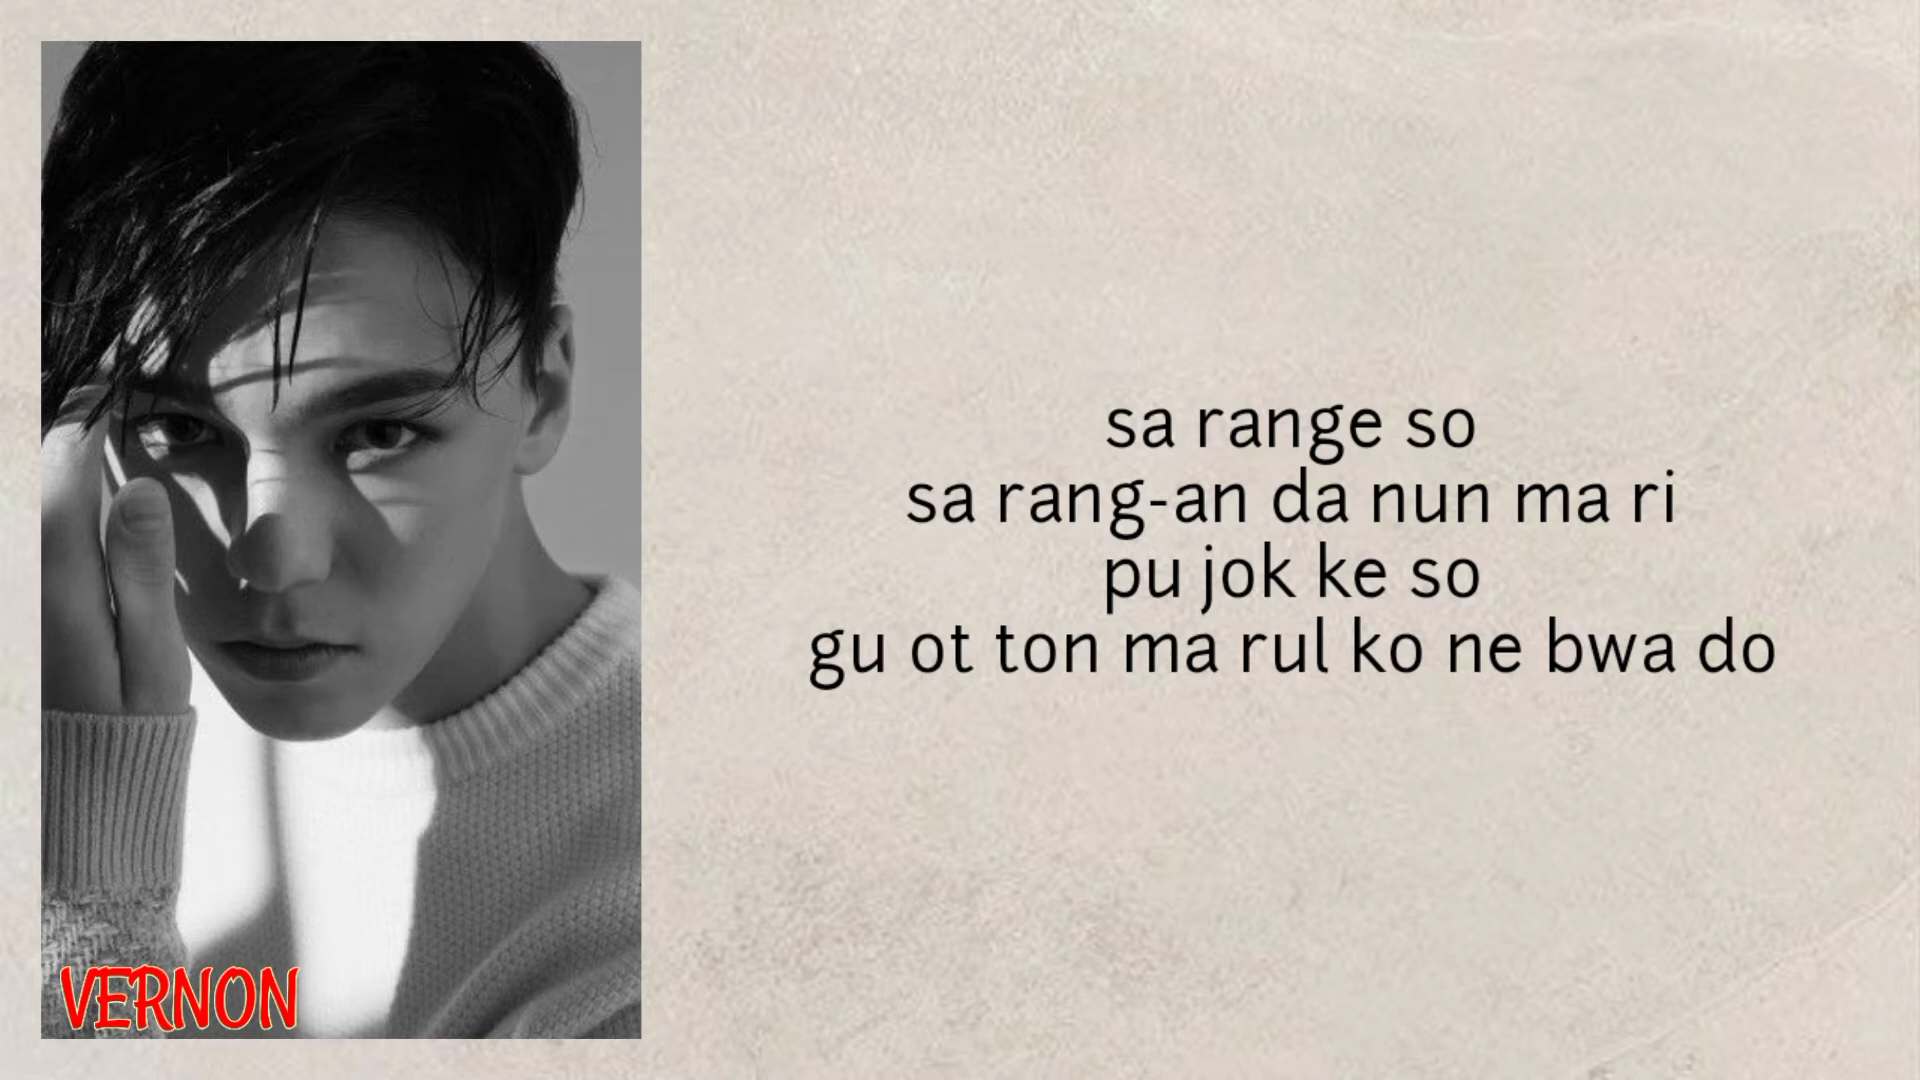 sa range so
sa rang-an da nun ma ri
pu jok ke so
gu ot ton ma rul ko ne bwa do
VERNON